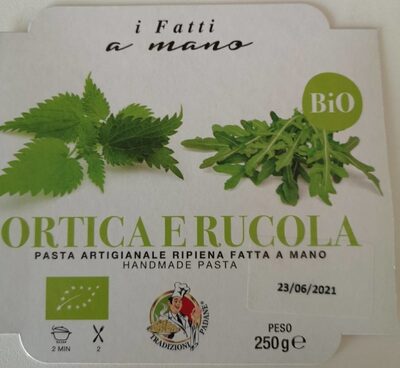 i Fatti
a mano
BiO
ORTICA E RUCOLA
PASTA ARTIGIANALE RIPIENA FATTA A MANO
HANDMADE PASTA
23/06/2021
TRADIZIONI PADANE®
2 MIN
2
PESO
250g e